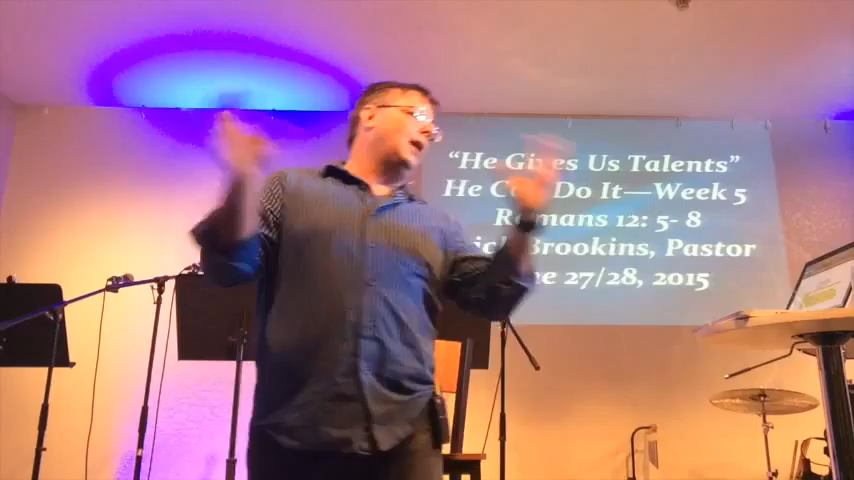 “He Gives Us Talents”
He Do It—Week 5
Romans 12: 5- 8
Brookins, Pastor
27/28, 2015